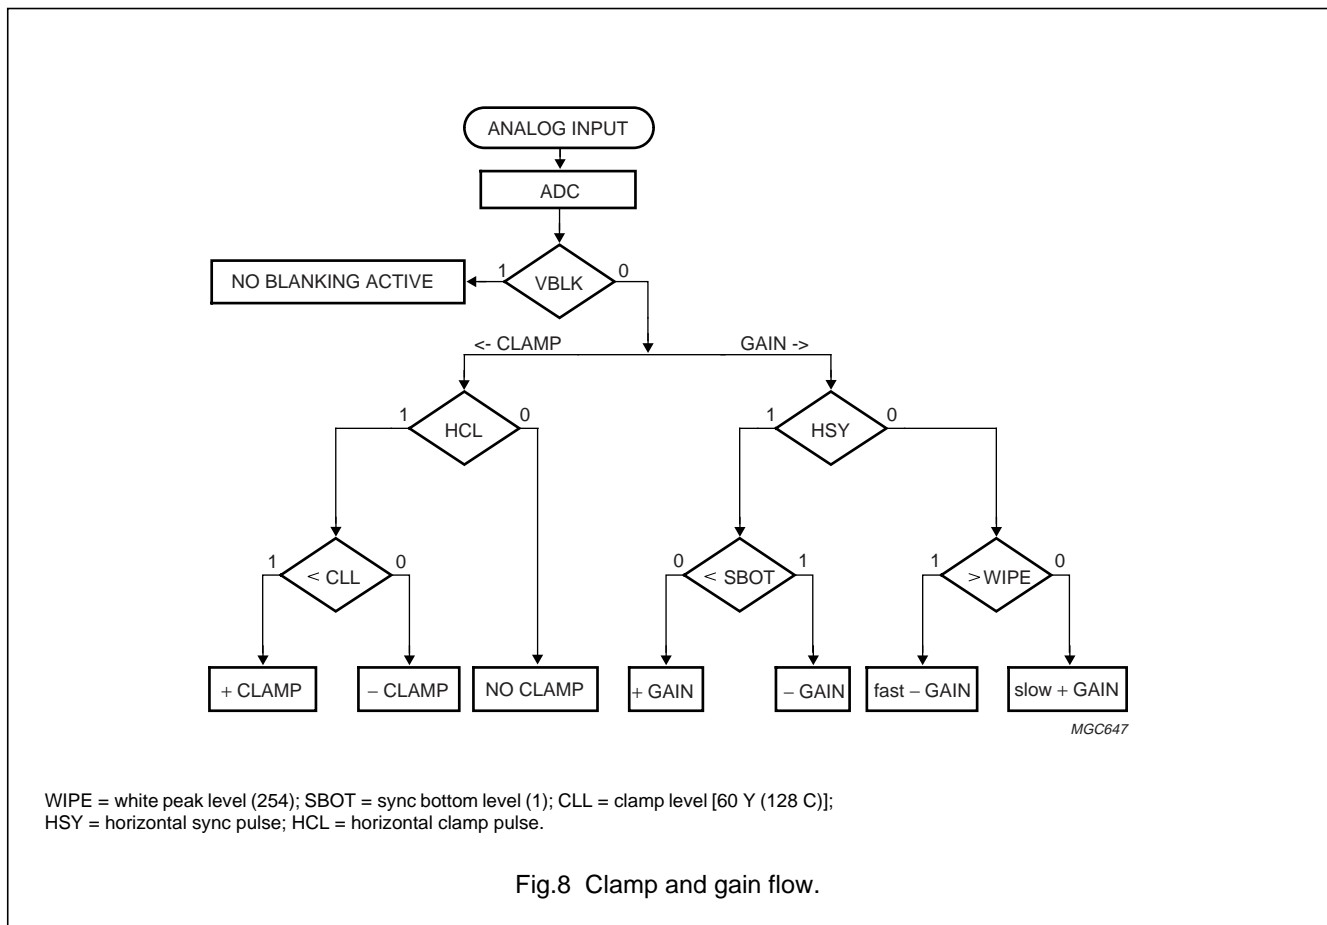 ANALOG INPUT
ADC
1 VBLK 0
NO BLANKING ACTIVE
<- CLAMP GAIN ->
1 HCL 0
1 HSY 0
1 < CLL 0
0 < SBOT 1
1 > WIPE 0
+ CLAMP
− CLAMP
NO CLAMP
+ GAIN
− GAIN
fast − GAIN
slow + GAIN
MGC647
WIPE = white peak level (254); SBOT = sync bottom level (1); CLL = clamp level [60 Y (128 C)];
HSY = horizontal sync pulse; HCL = horizontal clamp pulse.
Fig.8 Clamp and gain flow.